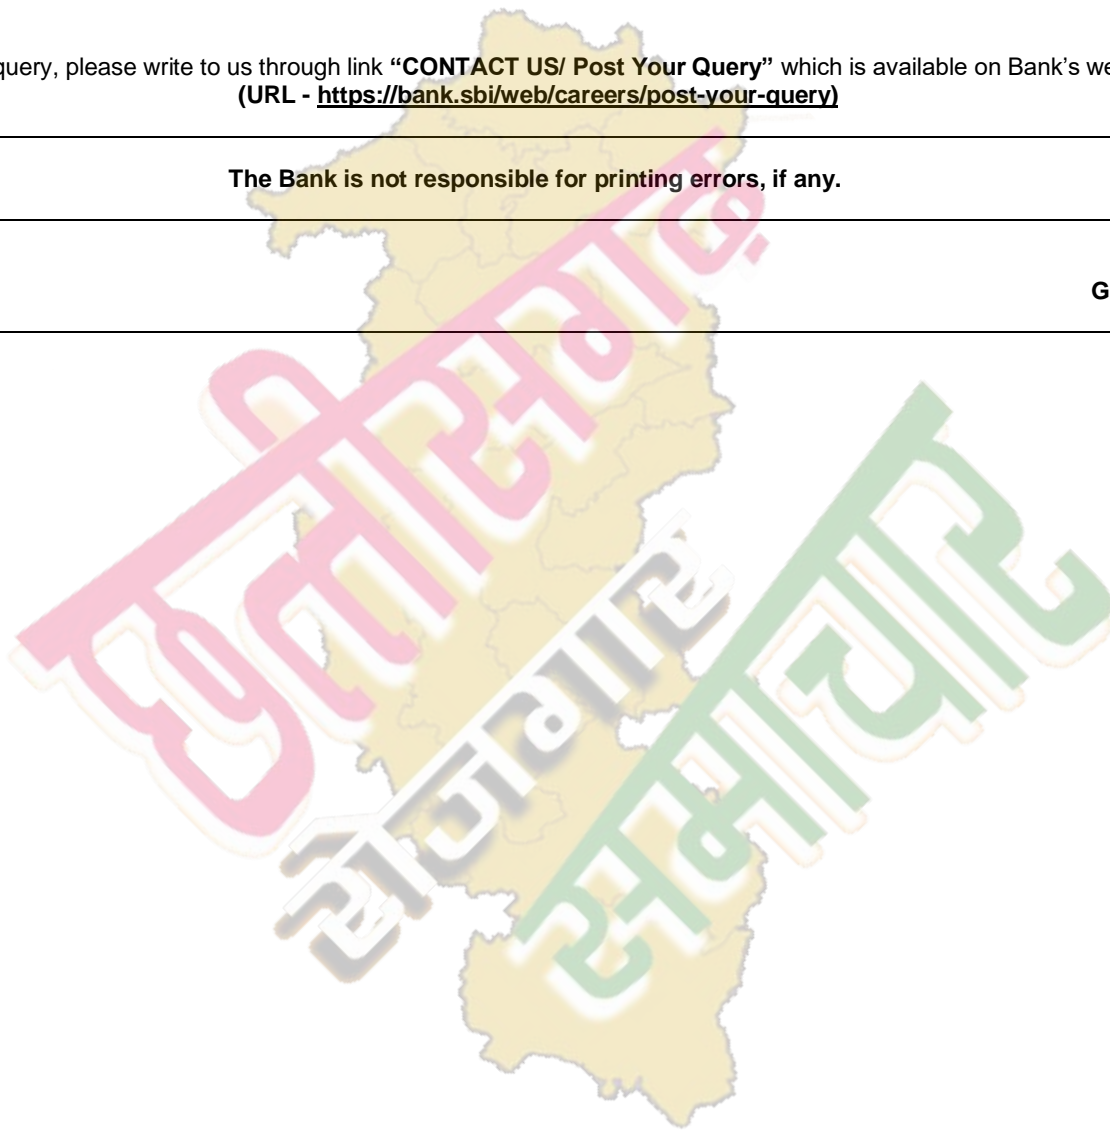 query, please write to us through link “CONTACT US/ Post Your Query” which is available on Bank’s we
(URL - https://bank.sbi/web/careers/post-your-query)
The Bank is not responsible for printing errors, if any.
G
छत्तीसगढ़
रोजगार
समाचार